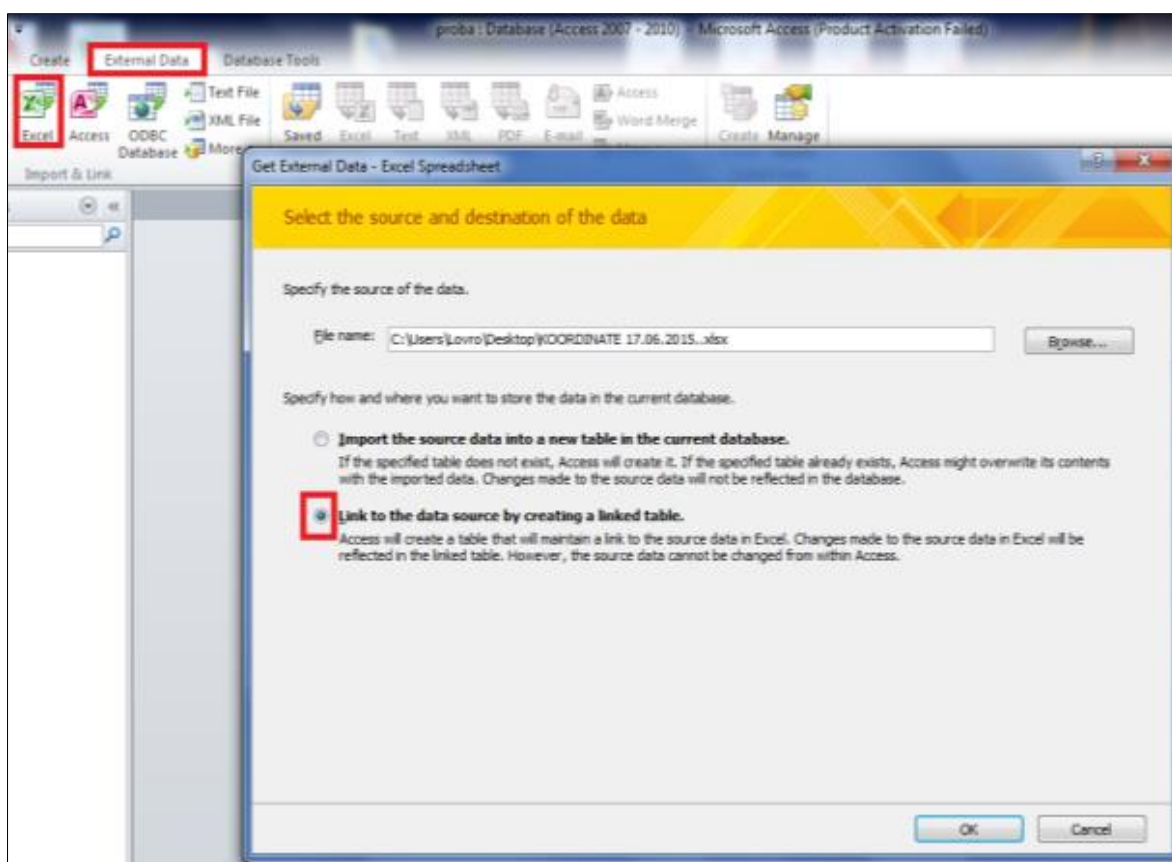 proba : Database (Access 2007 - 2010) - Microsoft Access (Product Activation Failed)
Create External Data Database Tools
Text File
XML File
Access
Word Merge
Excel Access ODBC Database More
Saved Excel Text XML PDF E-mail
Create Manage
Import & Link
Get External Data - Excel Spreadsheet
Select the source and destination of the data
Specify the source of the data.
File name: C:\Users\Lovro\Desktop\KOORDINATE 17.06.2015..xlsx Browse...
Specify how and where you want to store the data in the current database.
Import the source data into a new table in the current database.
If the specified table does not exist, Access will create it. If the specified table already exists, Access might overwrite its contents
with the imported data. Changes made to the source data will not be reflected in the database.
Link to the data source by creating a linked table.
Access will create a table that will maintain a link to the source data in Excel. Changes made to the source data in Excel will be
reflected in the linked table. However, the source data cannot be changed from within Access.
OK Cancel